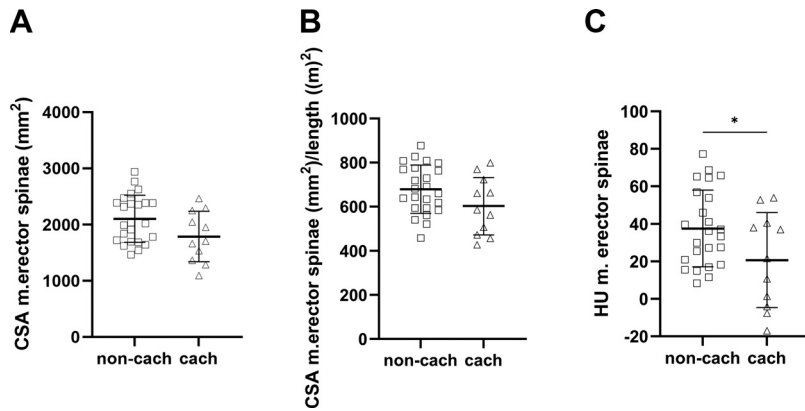 A
CSA m.erector spinae (mm²)
4000
3000
2000
1000
0
non-cach cach
B
CSA m.erector spinae (mm²)/length ((m)²)
1000
800
600
400
200
0
non-cach cach
C
HU m. erector spinae
100
80
60
40
20
0
-20
*
non-cach cach